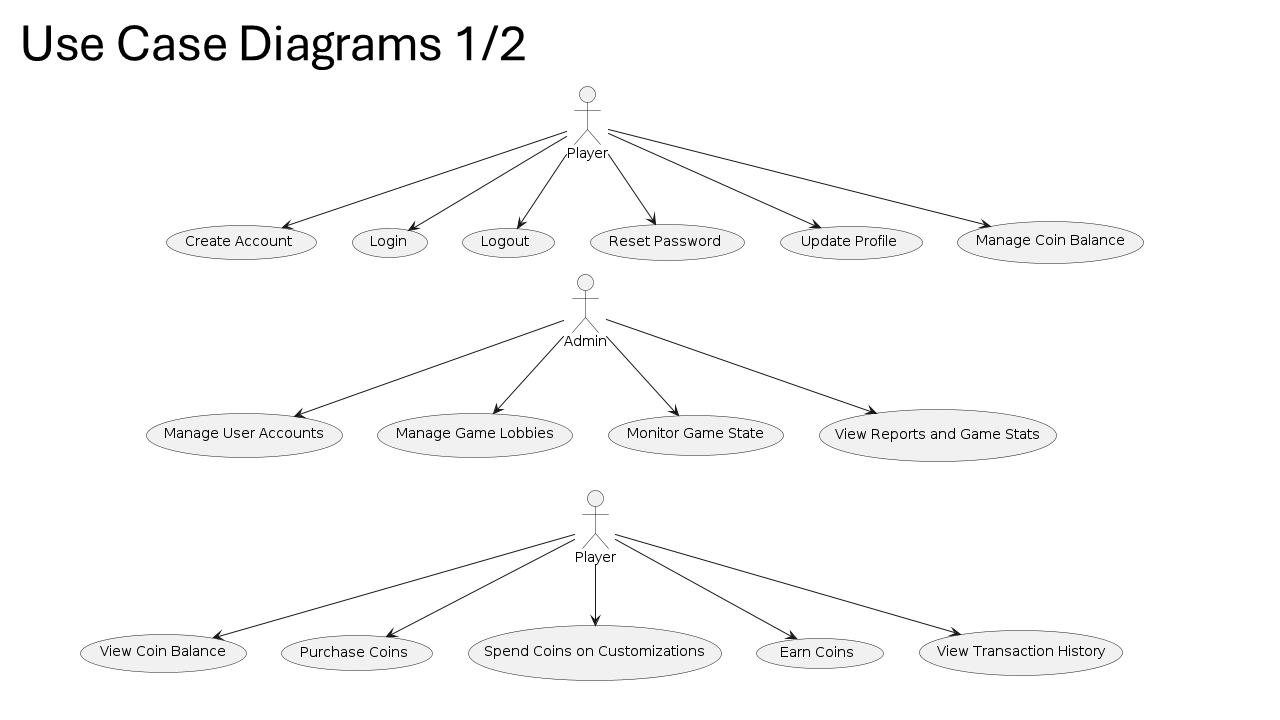 Use Case Diagrams 1/2
Player
Create Account
Login
Logout
Reset Password
Update Profile
Manage Coin Balance
Admin
Manage User Accounts
Manage Game Lobbies
Monitor Game State
View Reports and Game Stats
Player
View Coin Balance
Purchase Coins
Spend Coins on Customizations
Earn Coins
View Transaction History